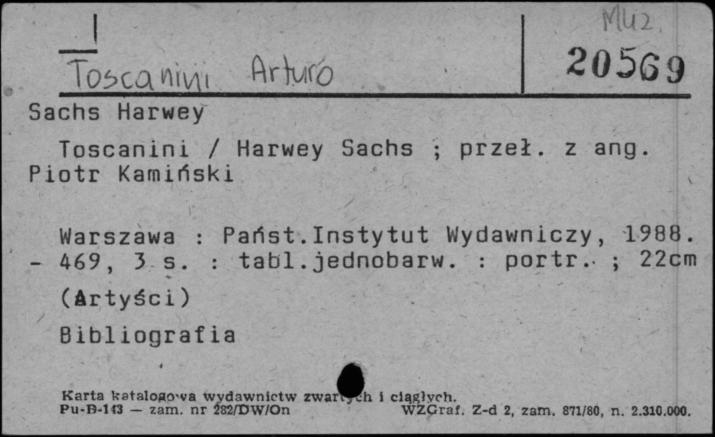 Muz.
20569
Toscanini Arturo
Sachs Harwey
Toscanini / Harwey Sachs ; przeł. z ang.
Piotr Kamiński
Warszawa : Państ.Instytut Wydawniczy, 1988.
- 469, 3 s. : tabl.jednobarw. : portr. ; 22cm
(Artyści)
Bibliografia
Karta katalogowa wydawnictw zwartych i ciągłych.
Pu-B-143 — zam. nr 282/DW/On WZGraf. Z-d 2, zam. 871/80, n. 2.310.000.